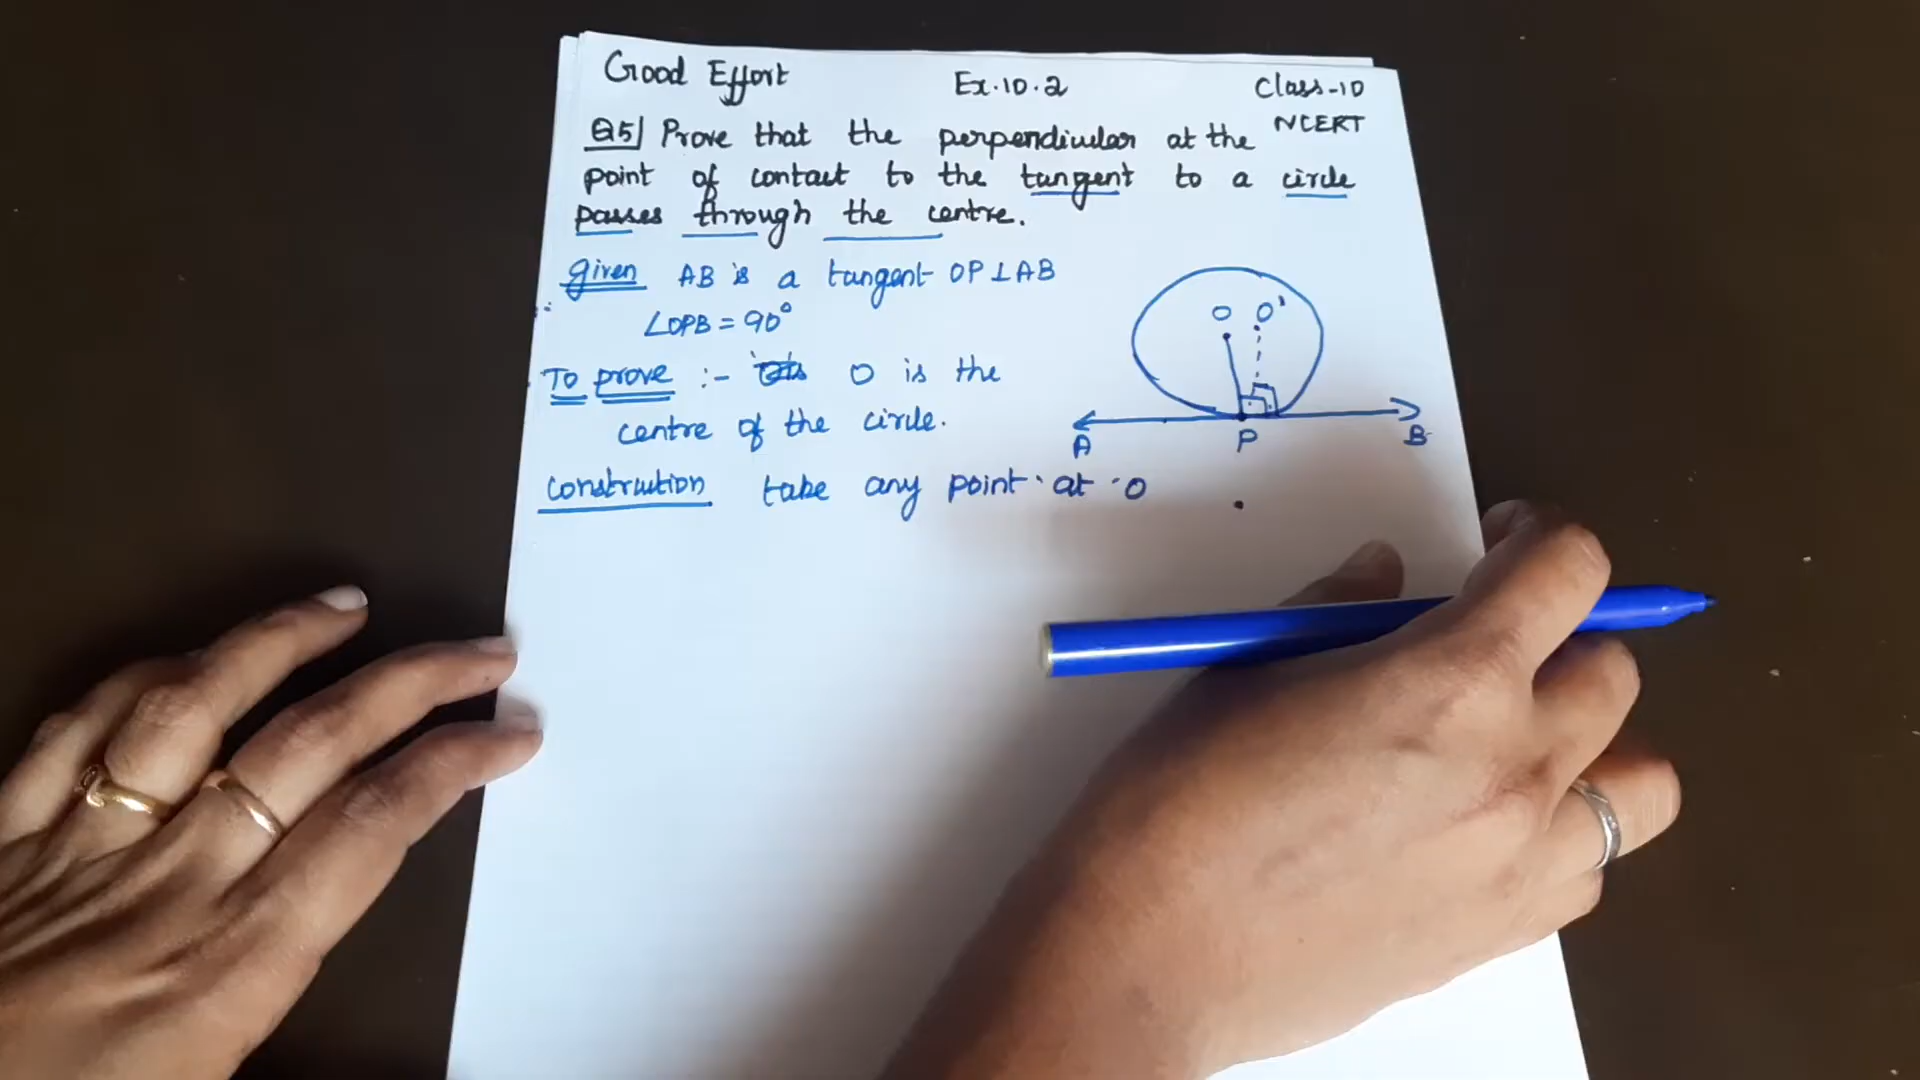 Good Effort Ex.10.2 Class-10
NCERT
Q5) Prove that the perpendicular at the
point of contact to the tangent to a circle
passes through the centre.
given AB is a tangent OP⊥AB
∠OPB = 90°
To prove :- O is the
centre of the circle.
construction take any point at O
O O'
A P B